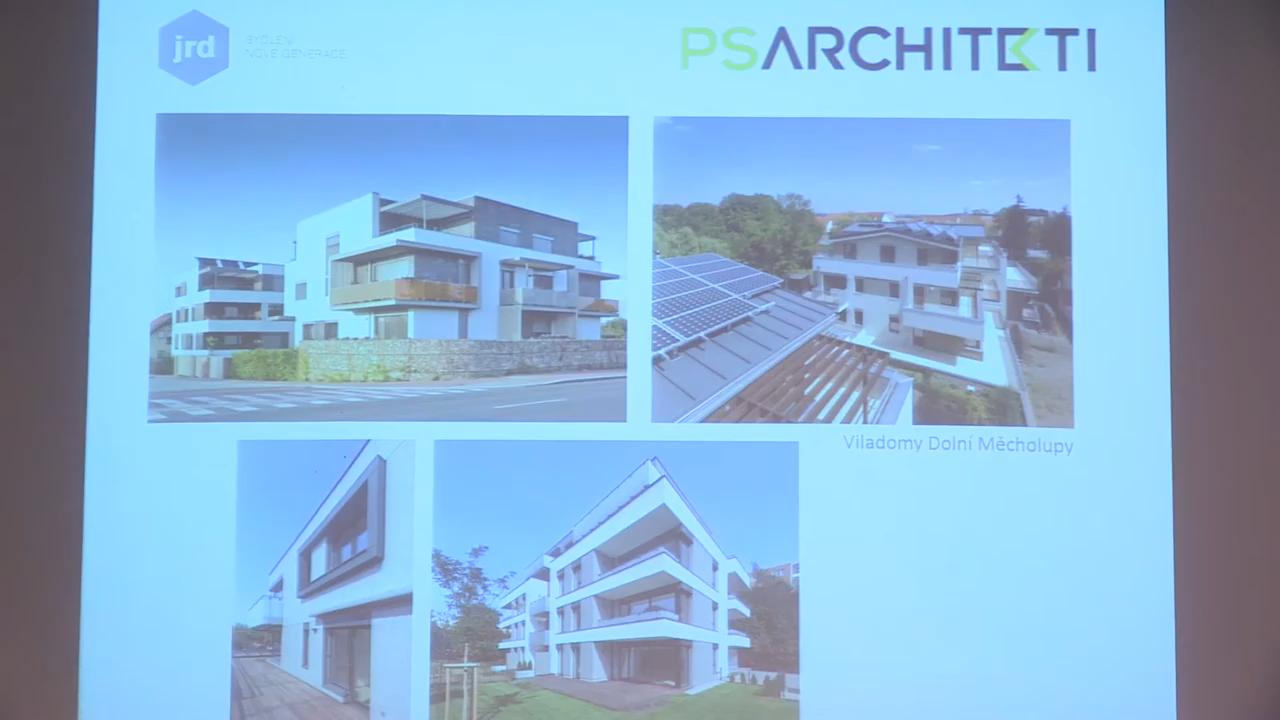 jrd
BYDLENÍ
NOVÉ GENERACE
PSARCHITEKTI
Viladomy Dolní Měcholupy